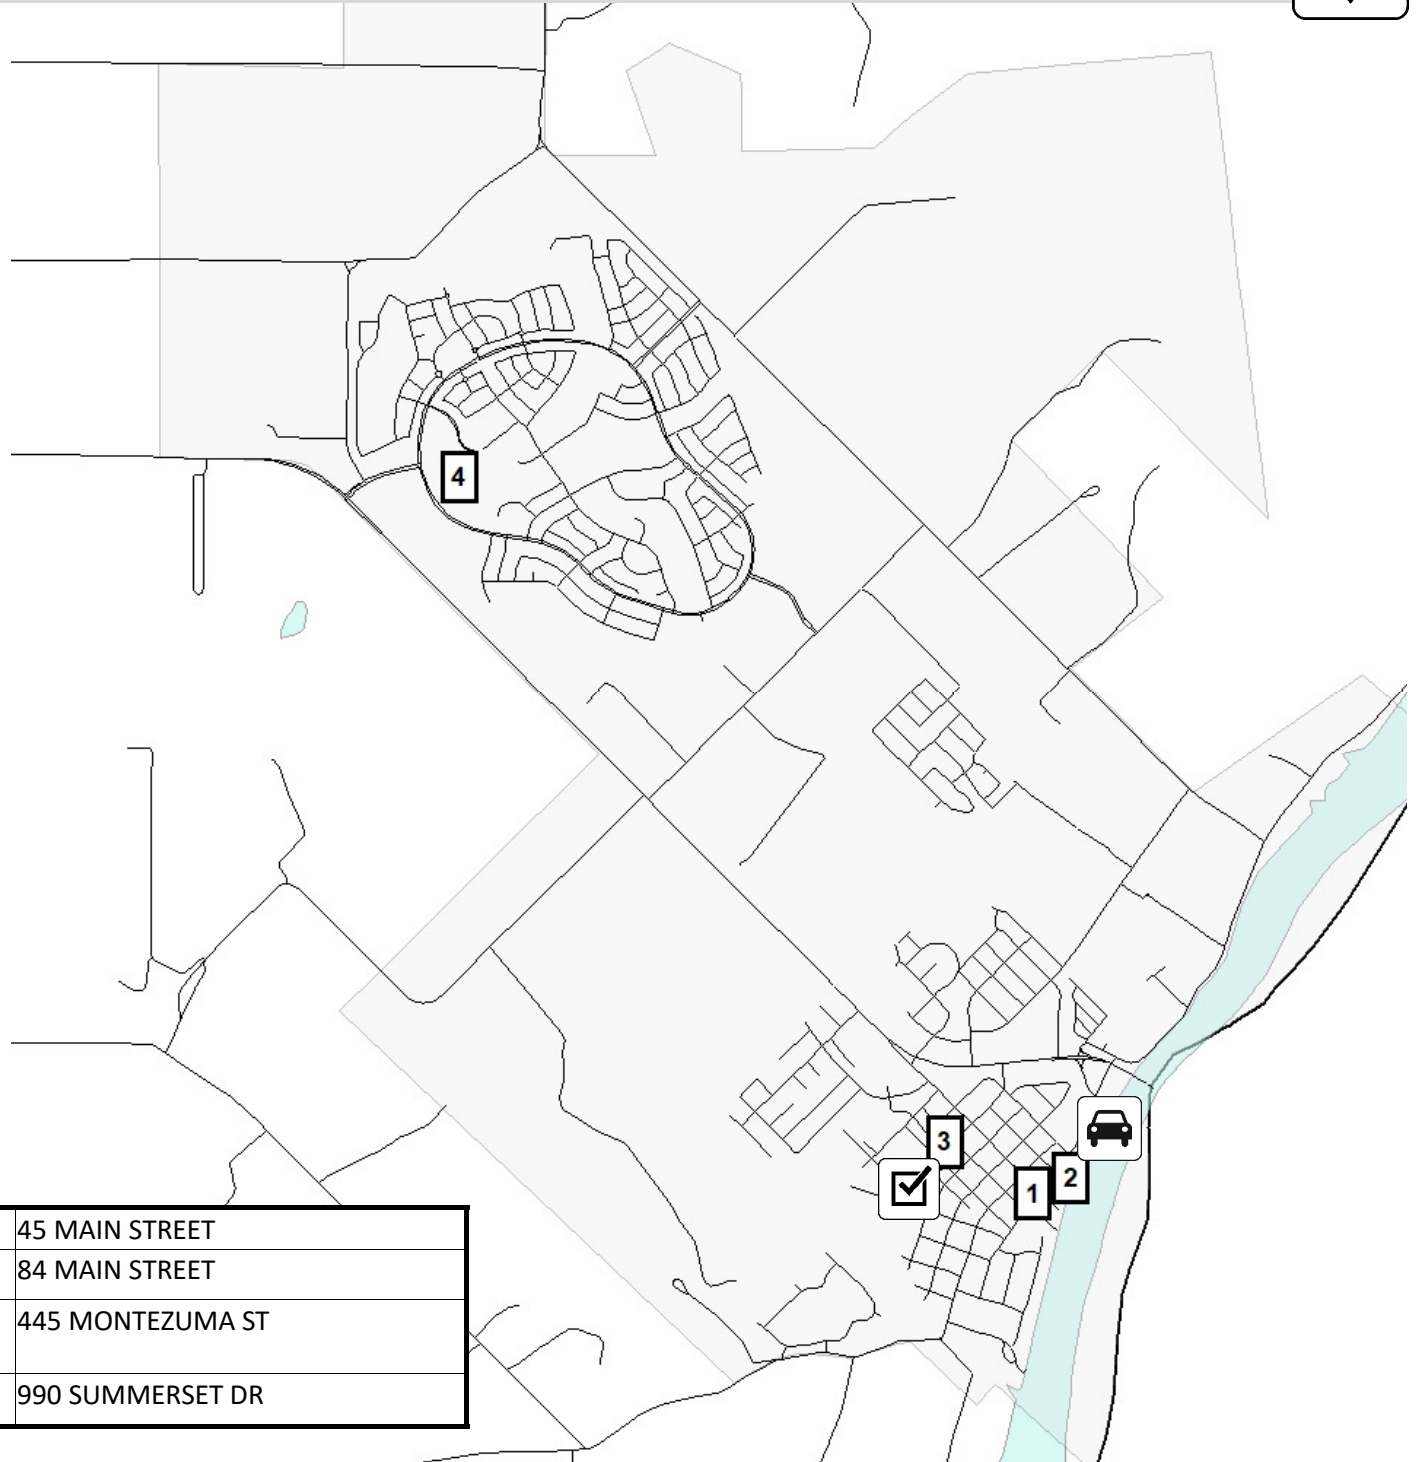 4
3
2
1
45 MAIN STREET
84 MAIN STREET
445 MONTEZUMA ST
990 SUMMERSET DR